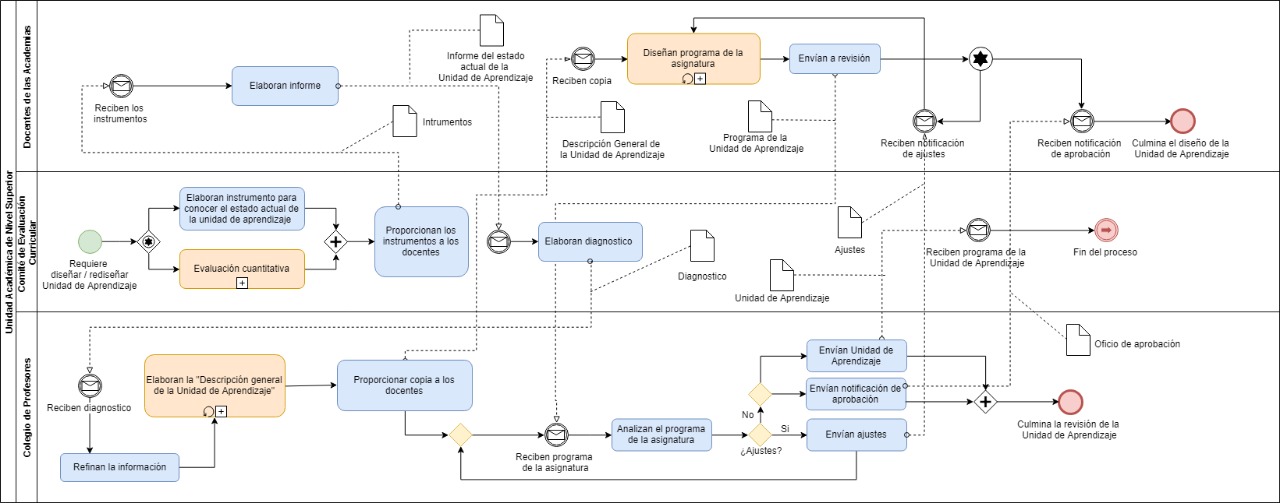 Unidad Académica de Nivel Superior
Docentes de las Academias
Reciben los
instrumentos
Elaboran informe
Informe del estado
actual de la
Unidad de Aprendizaje
Intrumentos
Reciben copia
Diseñan programa de la
asignatura
Envían a revisión
Descripción General de
la Unidad de Aprendizaje
Programa de la
Unidad de Aprendizaje
Reciben notificación
de ajustes
Reciben notificación
de aprobación
Culmina el diseño de la
Unidad de Aprendizaje
Comité de Evaluación
Curricular
Requiere
diseñar / rediseñar
Unidad de Aprendizaje
Elaboran instrumento para
conocer el estado actual de
la unidad de aprendizaje
Evaluación cuantitativa
Proporcionan los
instrumentos a los
docentes
Elaboran diagnostico
Diagnostico
Unidad de Aprendizaje
Ajustes
Reciben programa de la
Unidad de Aprendizaje
Fin del proceso
Colegio de Profesores
Reciben diagnostico
Refinan la información
Elaboran la "Descripción general
de la Unidad de Aprendizaje"
Proporcionar copia a los
docentes
Reciben programa
de la asignatura
Analizan el programa
de la asignatura
¿Ajustes?
No
Si
Envían Unidad de
Aprendizaje
Envían notificación de
aprobación
Envían ajustes
Oficio de aprobación
Culmina la revisión de la
Unidad de Aprendizaje